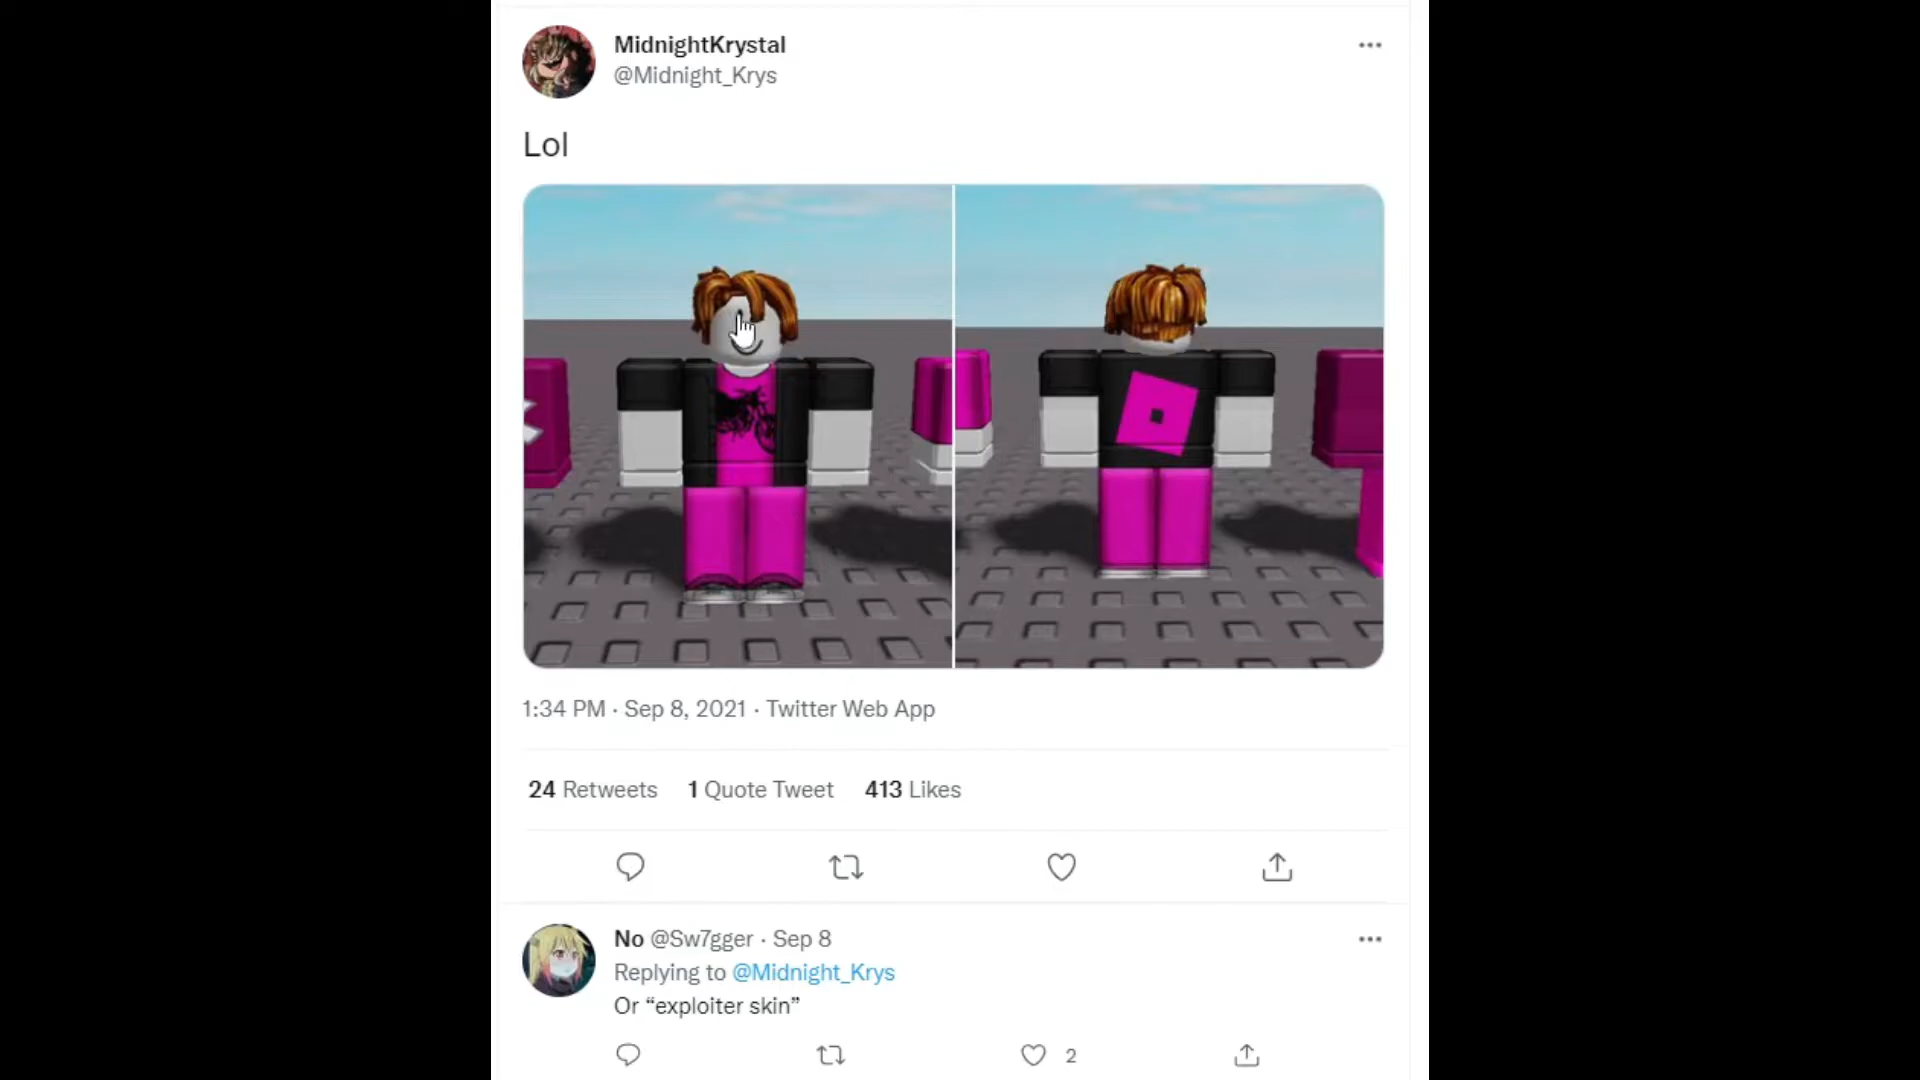 MidnightKrystal
@Midnight_Krys
Lol
1:34 PM · Sep 8, 2021 · Twitter Web App
24 Retweets 1 Quote Tweet 413 Likes
No @Sw7gger · Sep 8
Replying to @Midnight_Krys
Or “exploiter skin”
2